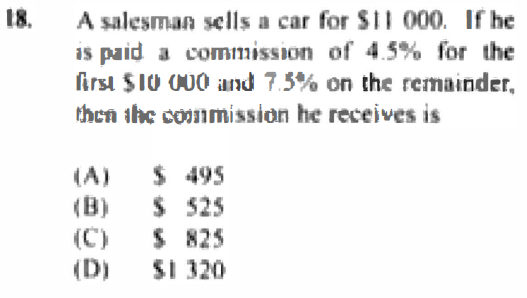 18. A salesman sells a car for $11 000. If he
is paid a commission of 4.5% for the
first $10 000 and 7.5% on the remainder,
then the commission he receives is
(A) $ 495
(B) $ 525
(C) $ 825
(D) $1 320